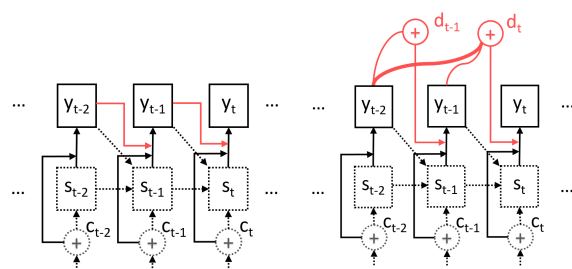 + d_{t-1} + d_t
y_{t-2} y_{t-1} y_t y_{t-2} y_{t-1} y_t
... ... ... ...
s_{t-2} s_{t-1} s_t s_{t-2} s_{t-1} s_t
... ... ... ...
c_{t-2} c_{t-1} c_t c_{t-2} c_{t-1} c_t
+ + + + + +